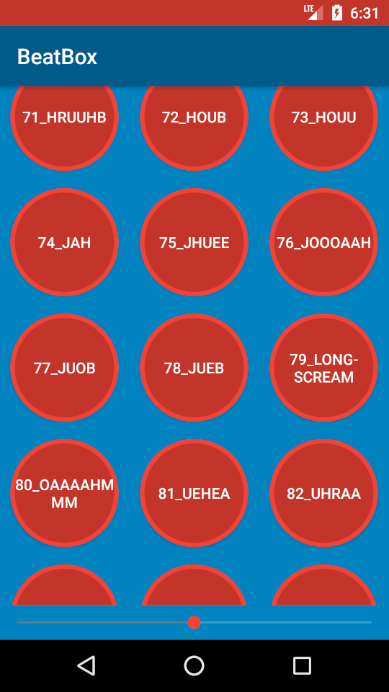 LTE 6:31
BeatBox
71_HRUUHB 72_HOUB 73_HOUU
74_JAH 75_JHUEE 76_JOOOAAH
77_JUOB 78_JUEB 79_LONG-
SCREAM
80_OAAAAHM
MM 81_UEHEA 82_UHRAA